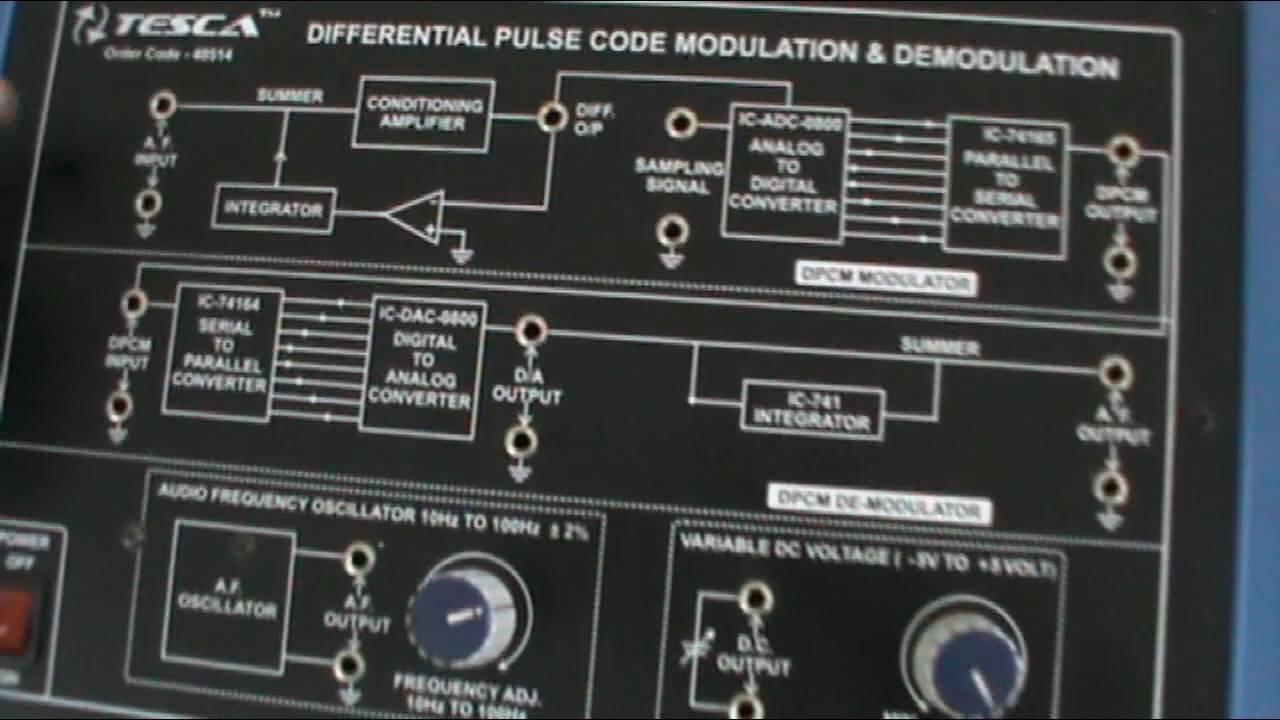 TESCA™
Order Code - 48514
DIFFERENTIAL PULSE CODE MODULATION & DEMODULATION
A.F.
INPUT
SUMMER
CONDITIONING
AMPLIFIER
DIFF.
O/P
INTEGRATOR
SAMPLING
SIGNAL
IC-ADC-0800
ANALOG
TO
DIGITAL
CONVERTER
IC-74165
PARALLEL
TO
SERIAL
CONVERTER
DPCM
OUTPUT
DPCM MODULATOR
DPCM
INPUT
IC-74164
SERIAL
TO
PARALLEL
CONVERTER
IC-DAC-0800
DIGITAL
TO
ANALOG
CONVERTER
D/A
OUTPUT
SUMMER
IC-741
INTEGRATOR
A.F.
OUTPUT
DPCM DE-MODULATOR
POWER
OFF
ON
AUDIO FREQUENCY OSCILLATOR 10Hz TO 100Hz ± 2%
A.F.
OSCILLATOR
A.F.
OUTPUT
FREQUENCY ADJ.
10Hz TO 100Hz
VARIABLE DC VOLTAGE ( -5V TO +5 VOLT)
D.C.
OUTPUT